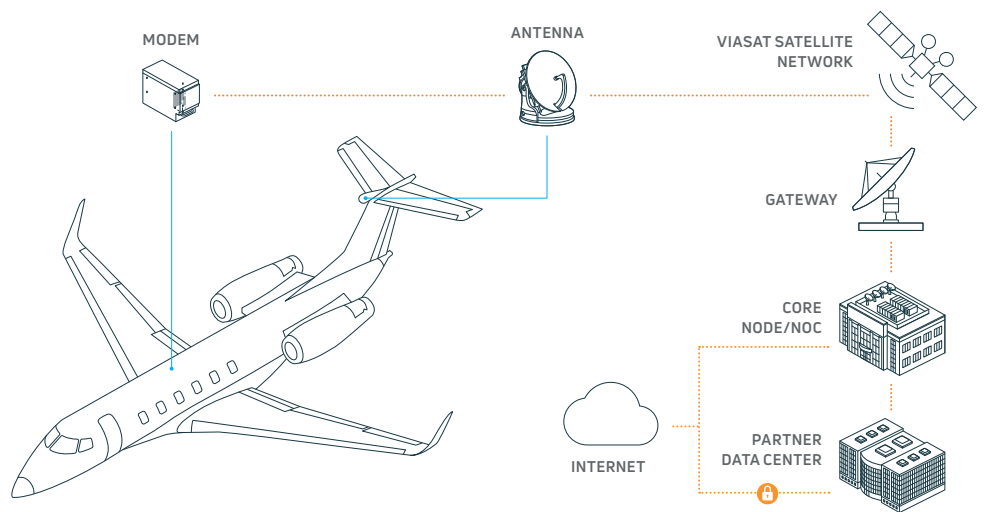 MODEM
ANTENNA
VIASAT SATELLITE
NETWORK
GATEWAY
CORE
NODE/NOC
INTERNET
PARTNER
DATA CENTER